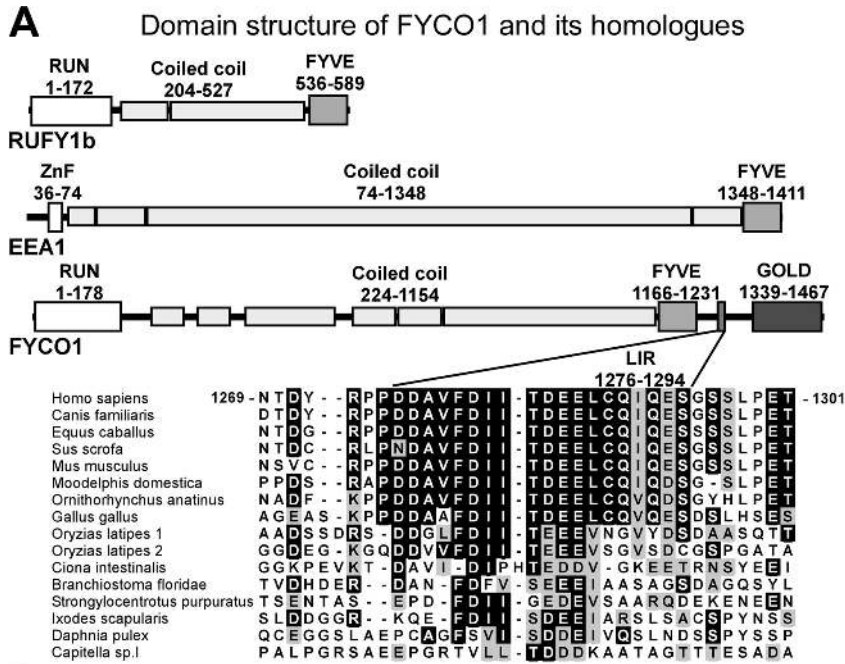 A Domain structure of FYCO1 and its homologues
RUN Coiled coil FYVE
1-172 204-527 536-589
RUFY1b
ZnF Coiled coil FYVE
36-74 74-1348 1348-1411
EEA1
RUN Coiled coil FYVE GOLD
1-178 224-1154 1166-1231 1339-1467
FYCO1
LIR
1276-1294
Homo sapiens 1269 - N T D Y - - R P P D D A V F D I I - T D E E L C Q I Q E S G S S L P E T - 1301
Canis familiaris D T D Y - - R P P D D A V F D I I - T D E E L C Q I Q E S G S S L P E T
Equus caballus N T D G - - R P P D D A V F D I I - T D E E L C Q I Q E S G S S L P E T
Sus scrofa N T D C - - R L P N D A V F D I I - T D E E L C Q I Q E S G S S L P E T
Mus musculus N S V C - - R P P D D A V F D I I - T D E E L C Q I Q E S G S S L P E T
Moodelphis domestica P P D S - - R A P D D A V F D I I - T D E E L C Q I Q D S G - S L P E T
Ornithorhynchus anatinus N A D F - - K P P D D A V F D I I - T D E E L C Q V Q D S G Y H L P E T
Gallus gallus A G E A S - K P P D D A A F D I I - T D E E L C Q V Q E S D S L H S E S
Oryzias latipes 1 A A D S S D R S - D D G L F D I I - T E E E V N G V Y D S D A A S Q T T
Oryzias latipes 2 G G D E G - K G Q D D V V F D I I - T E E E V S G V S D C G S P G A T A
Ciona intestinalis G G K P E V K T - D A V I - D I P H T E D D V - G K E E T R N S Y E E I
Branchiostoma floridae T V D H D E R - - D A N - F D F V - S E E E I A A S A G S D A G Q S Y L
Strongylocentrotus purpuratus T S E N T A S - - E P D - F D I I - G E D E V S A A R Q D E K E N E E N
Ixodes scapularis S L D D G G R - - K Q E - F D I I - S D E E I A R S L S A C S P Y N S S
Daphnia pulex Q C E G G S L A E P C A G F S V I - S D D E I V Q S L N D S S P Y S S P
Capitella sp.I P A L P G R S A E E P G R T V L L - T D D D K A A T A G T T T E S A D A